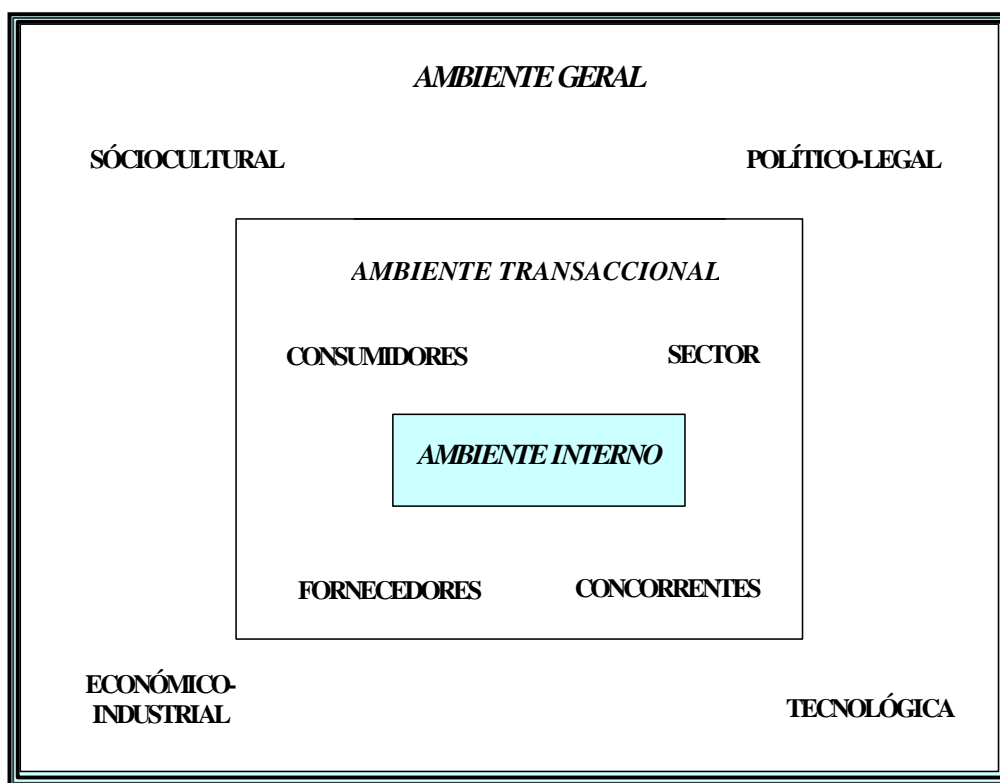 AMBIENTE GERAL
SÓCIOCULTURAL
POLÍTICO-LEGAL
AMBIENTE TRANSACCIONAL
CONSUMIDORES
SECTOR
AMBIENTE INTERNO
FORNECEDORES
CONCORRENTES
ECONÓMICO-
INDUSTRIAL
TECNOLÓGICA